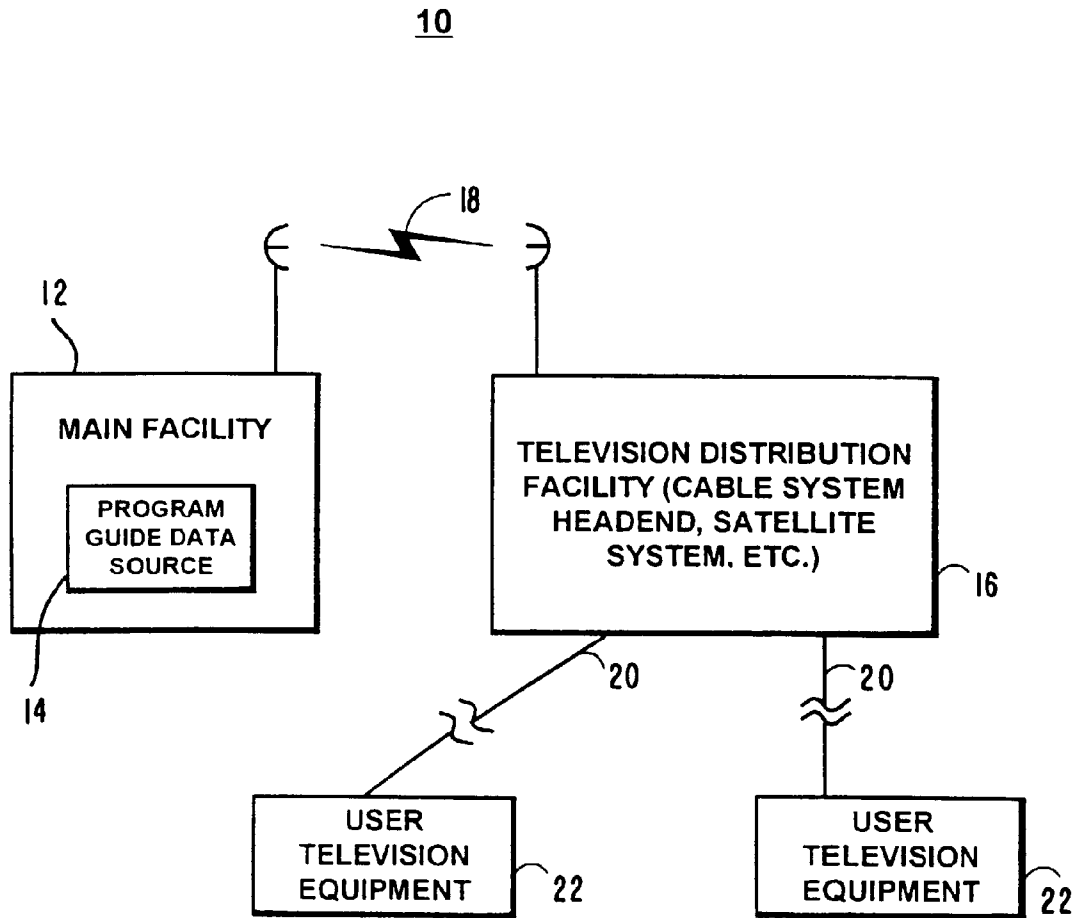 10
18
12
MAIN FACILITY
PROGRAM
GUIDE DATA
SOURCE
14
TELEVISION DISTRIBUTION
FACILITY (CABLE SYSTEM
HEADEND, SATELLITE
SYSTEM. ETC.)
16
20
20
USER
TELEVISION
EQUIPMENT
22
USER
TELEVISION
EQUIPMENT
22